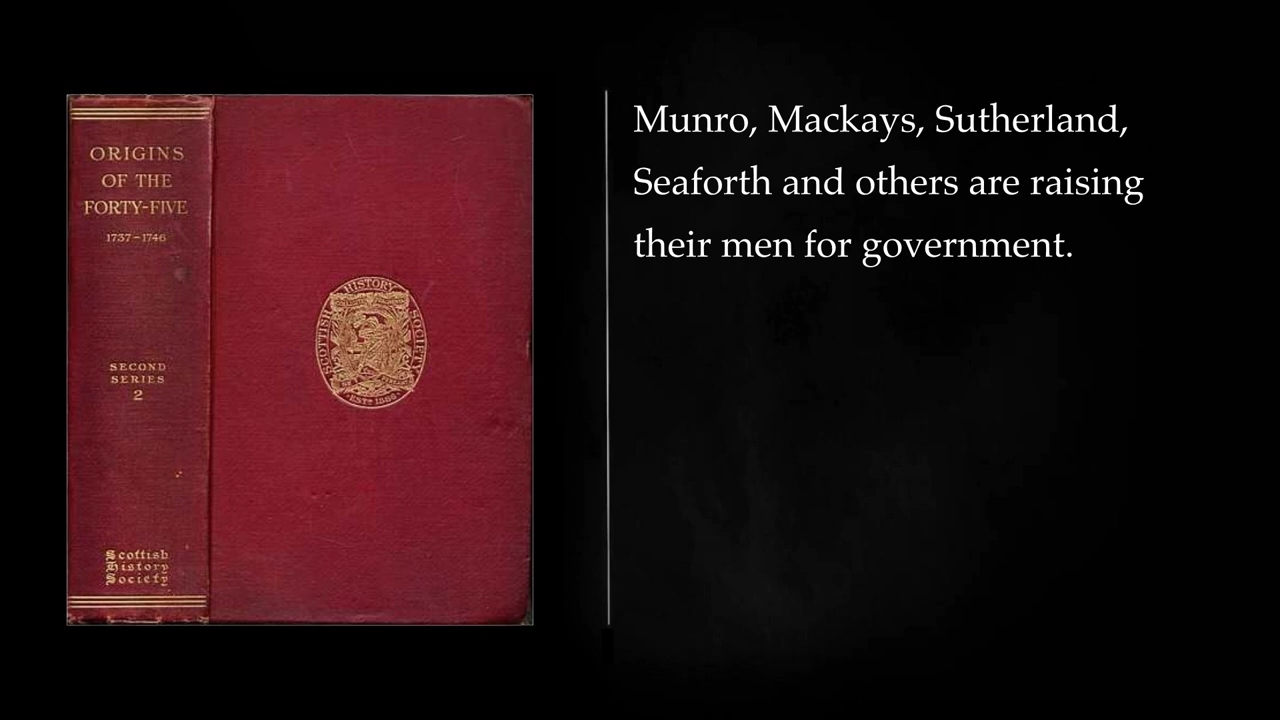 ORIGINS
OF THE
FORTY-FIVE
1737-1746
SECOND
SERIES
2
Scottish
History
Society
SCOTTISH HISTORY SOCIETY
ESTD 1886
Munro, Mackays, Sutherland,
Seaforth and others are raising
their men for government.